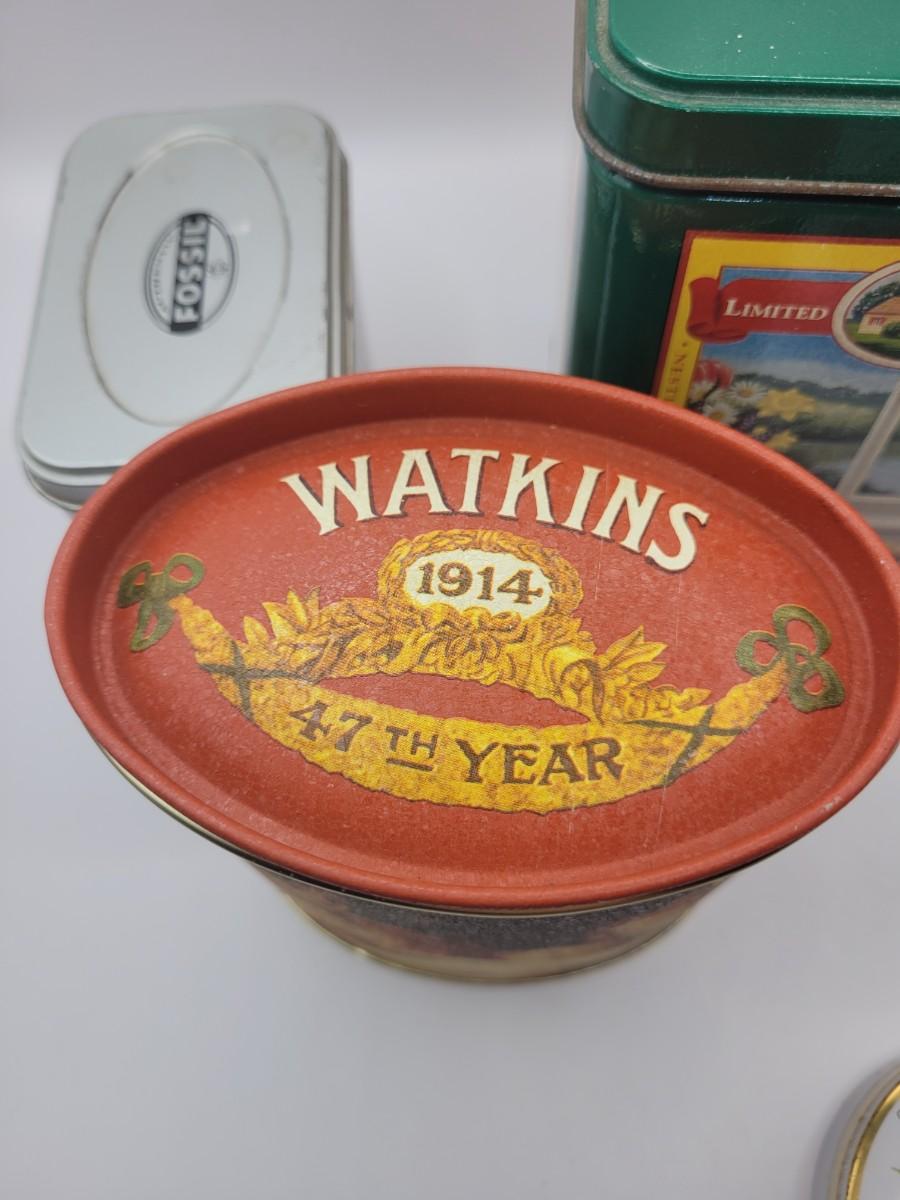 FOSSIL
LIMITED
WATKINS
1914
47TH YEAR